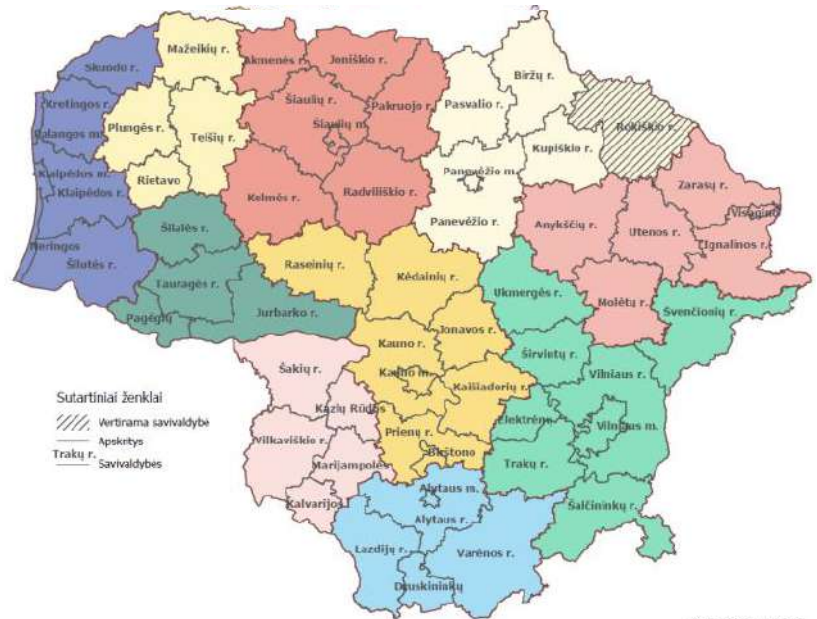 Mažeikių r.
Skuodo r.
Akmenės r.
Joniškio r.
Biržų r.
Kretingos r.
Šiaulių r.
Pakruojo r.
Pasvalio r.
Palangos m.
Plungės r.
Telšių r.
Šiaulių m.
Rokiškio r.
Kupiškio r.
Klaipėdos m.
Rietavo
Panevėžio m.
Klaipėdos r.
Kelmės r.
Radviliškio r.
Zarasų r.
Panevėžio r.
Anykščių r.
Utenos r.
Visagino
Neringos
Šilalės r.
Ignalinos r.
Šilutės r.
Raseinių r.
Kėdainių r.
Tauragės r.
Ukmergės r.
Molėtų r.
Pagėgių
Jurbarko r.
Švenčionių r.
Jonavos r.
Kauno r.
Širvintų r.
Šakių r.
Kauno m.
Vilniaus r.
Kaišiadorių r.
Sutartiniai ženklai
Kazlų Rūdos
Vertinama savivaldybė
Elektrėnų
Vilniaus m.
Apskritys
Vilkaviškio r.
Prienų r.
Trakų r.
Birštono
Savivaldybės
Marijampolės
Trakų r.
Alytaus m.
Kalvarijos
Šalčininkų r.
Alytaus r.
Lazdijų r.
Varėnos r.
Druskininkų